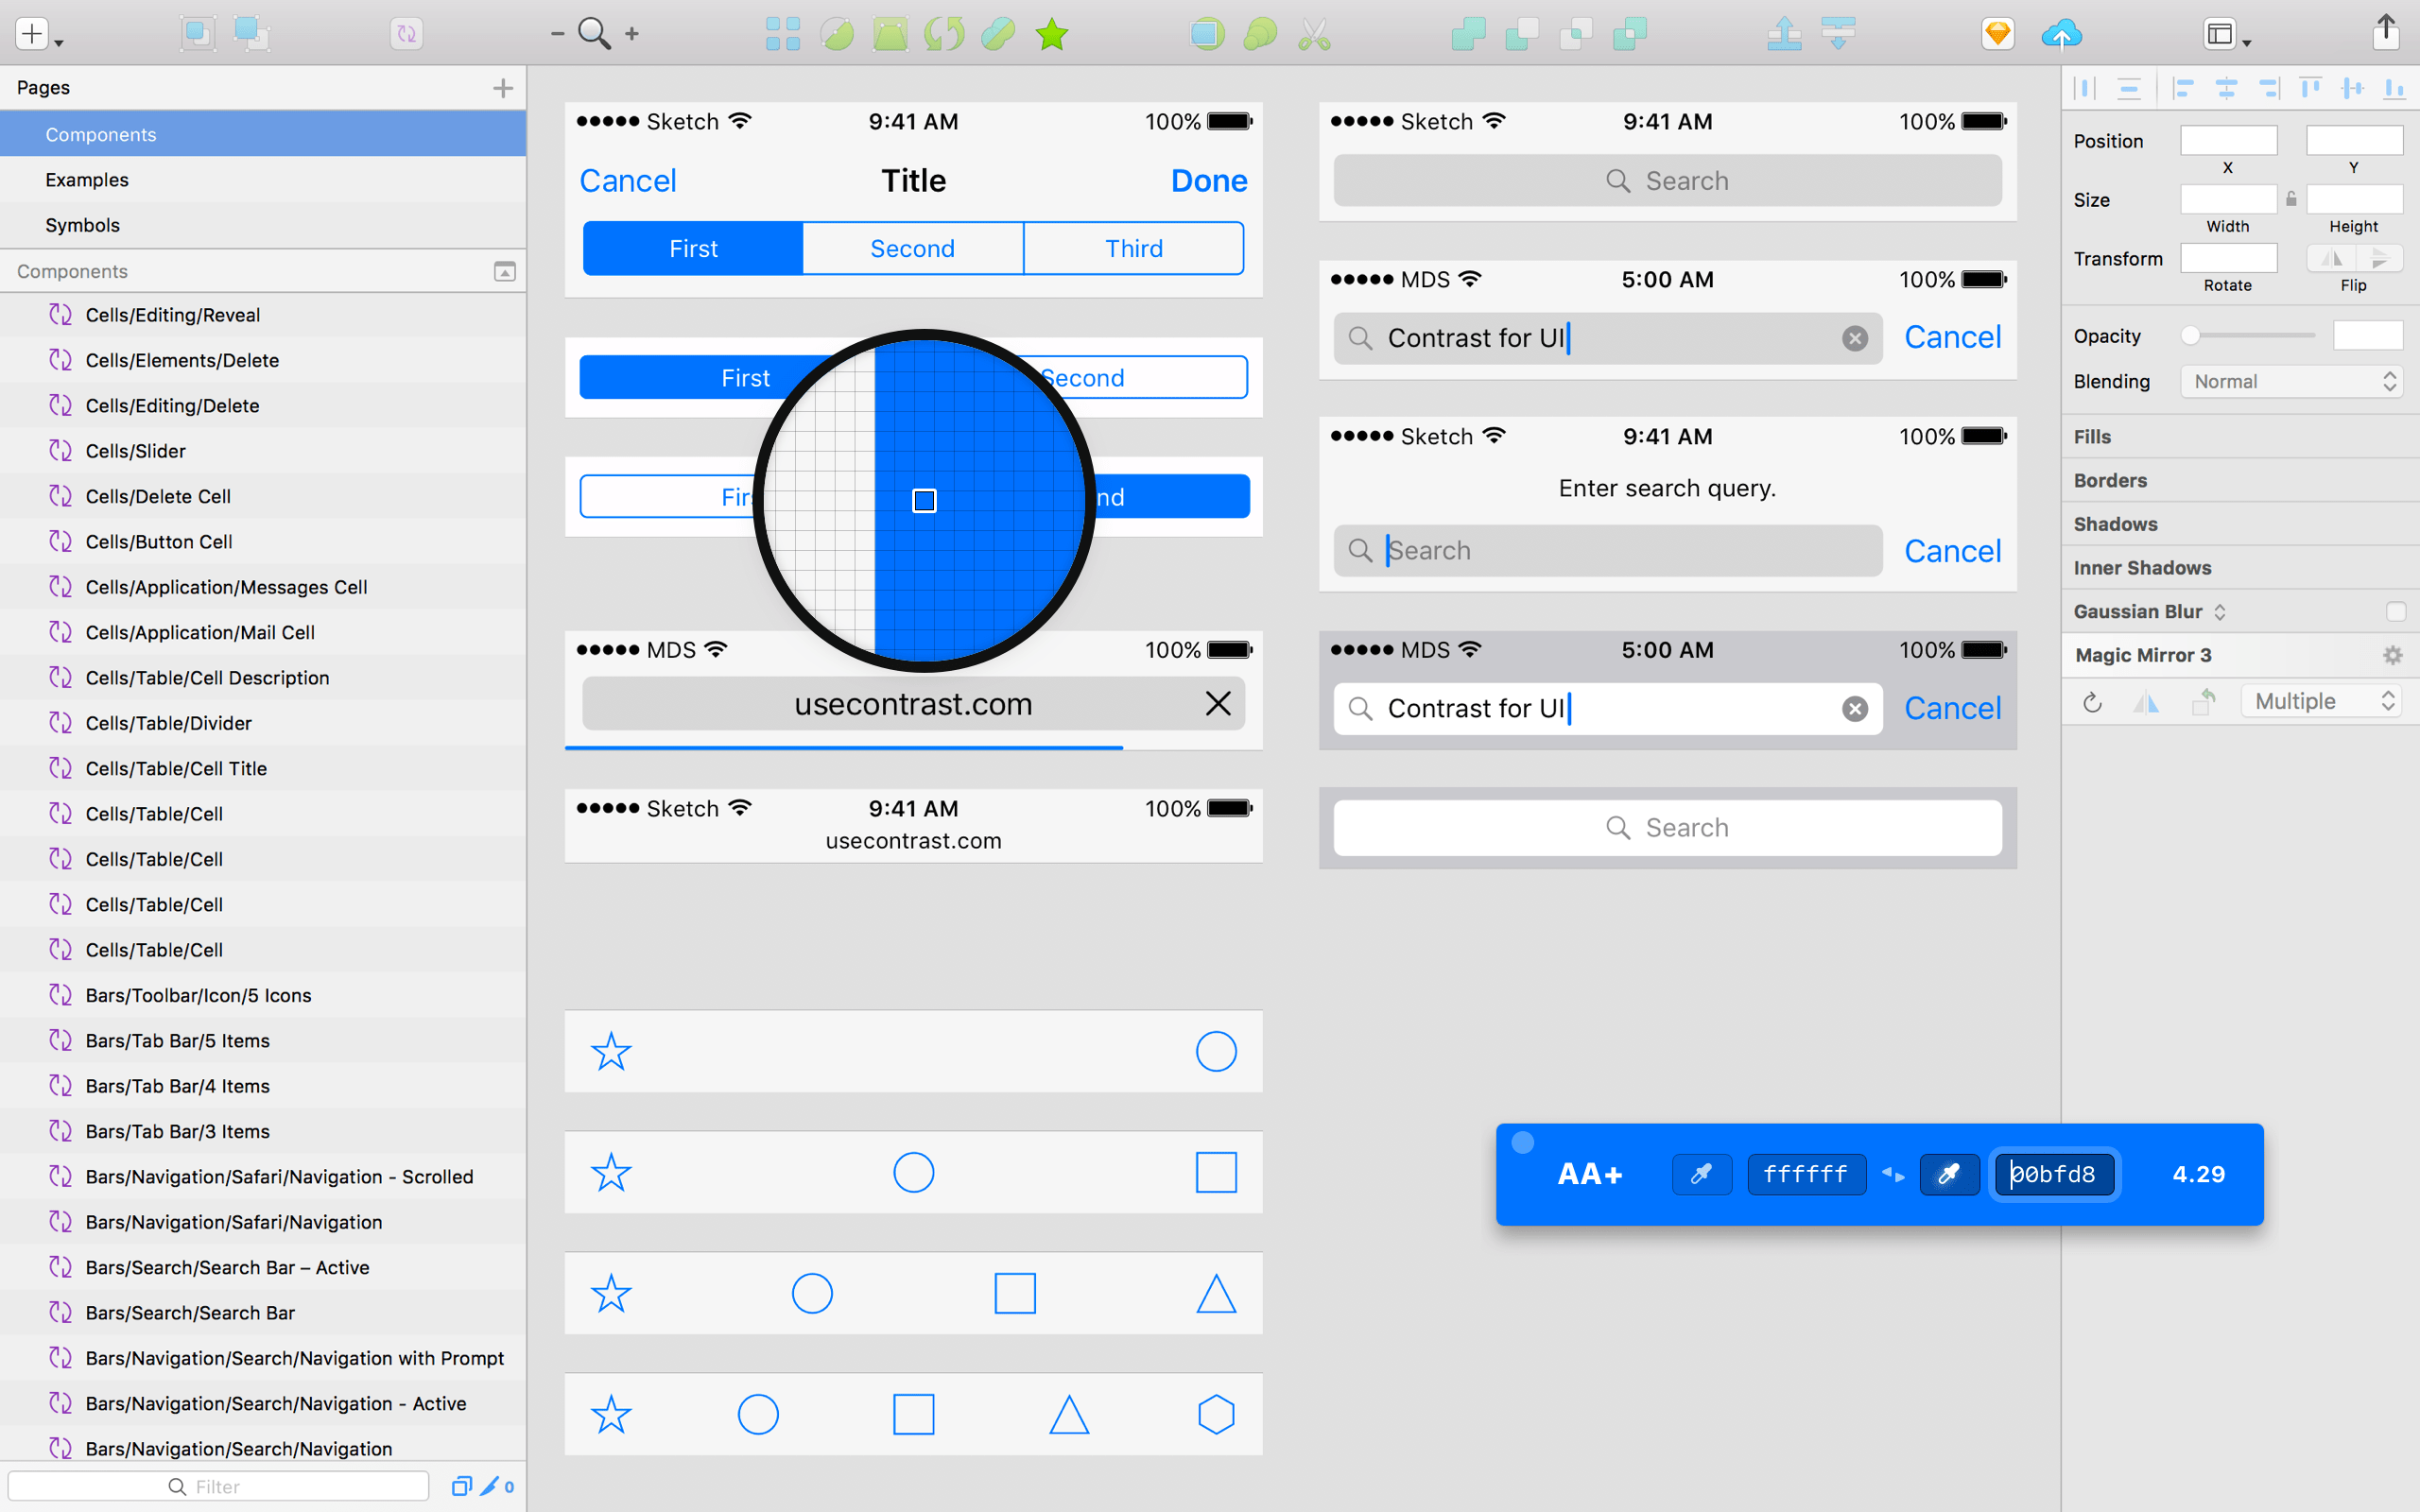 Pages
Components
Examples
Symbols
Components
Cells/Editing/Reveal
Cells/Elements/Delete
Cells/Editing/Delete
Cells/Slider
Cells/Delete Cell
Cells/Button Cell
Cells/Application/Messages Cell
Cells/Application/Mail Cell
Cells/Table/Cell Description
Cells/Table/Divider
Cells/Table/Cell Title
Cells/Table/Cell
Cells/Table/Cell
Cells/Table/Cell
Cells/Table/Cell
Bars/Toolbar/Icon/5 Icons
Bars/Tab Bar/5 Items
Bars/Tab Bar/4 Items
Bars/Tab Bar/3 Items
Bars/Navigation/Safari/Navigation - Scrolled
Bars/Navigation/Safari/Navigation
Bars/Search/Search Bar – Active
Bars/Search/Search Bar
Bars/Navigation/Search/Navigation with Prompt
Bars/Navigation/Search/Navigation - Active
Bars/Navigation/Search/Navigation
Filter
0
Sketch 9:41 AM 100%
Cancel Title Done
First Second Third
First Second
Fir nd
MDS 100%
usecontrast.com
Sketch 9:41 AM 100%
usecontrast.com
Sketch 9:41 AM 100%
Search
MDS 5:00 AM 100%
Contrast for UI Cancel
Sketch 9:41 AM 100%
Enter search query.
Search Cancel
MDS 5:00 AM 100%
Contrast for UI Cancel
Search
AA+ ffffff 00bfd8 4.29
Position
X Y
Size
Width Height
Transform
Rotate Flip
Opacity
Blending Normal
Fills
Borders
Shadows
Inner Shadows
Gaussian Blur
Magic Mirror 3
Multiple